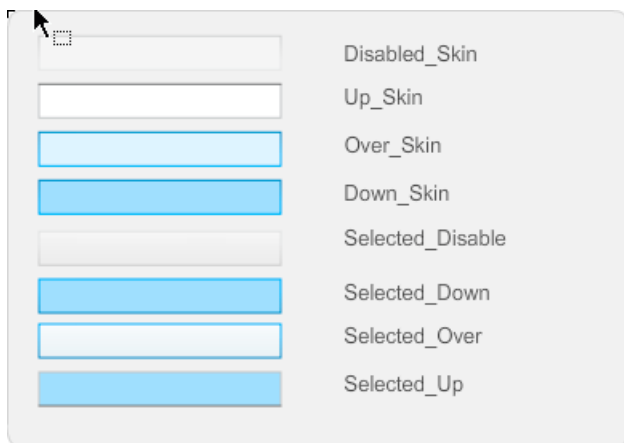 Disabled_Skin
Up_Skin
Over_Skin
Down_Skin
Selected_Disable
Selected_Down
Selected_Over
Selected_Up